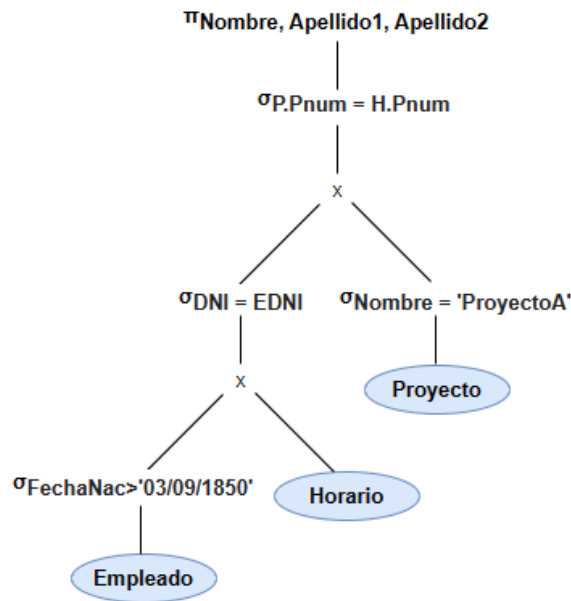 πNombre, Apellido1, Apellido2
σP.Pnum = H.Pnum
x
σDNI = EDNI
σNombre = 'ProyectoA'
x
Proyecto
σFechaNac>'03/09/1850'
Horario
Empleado